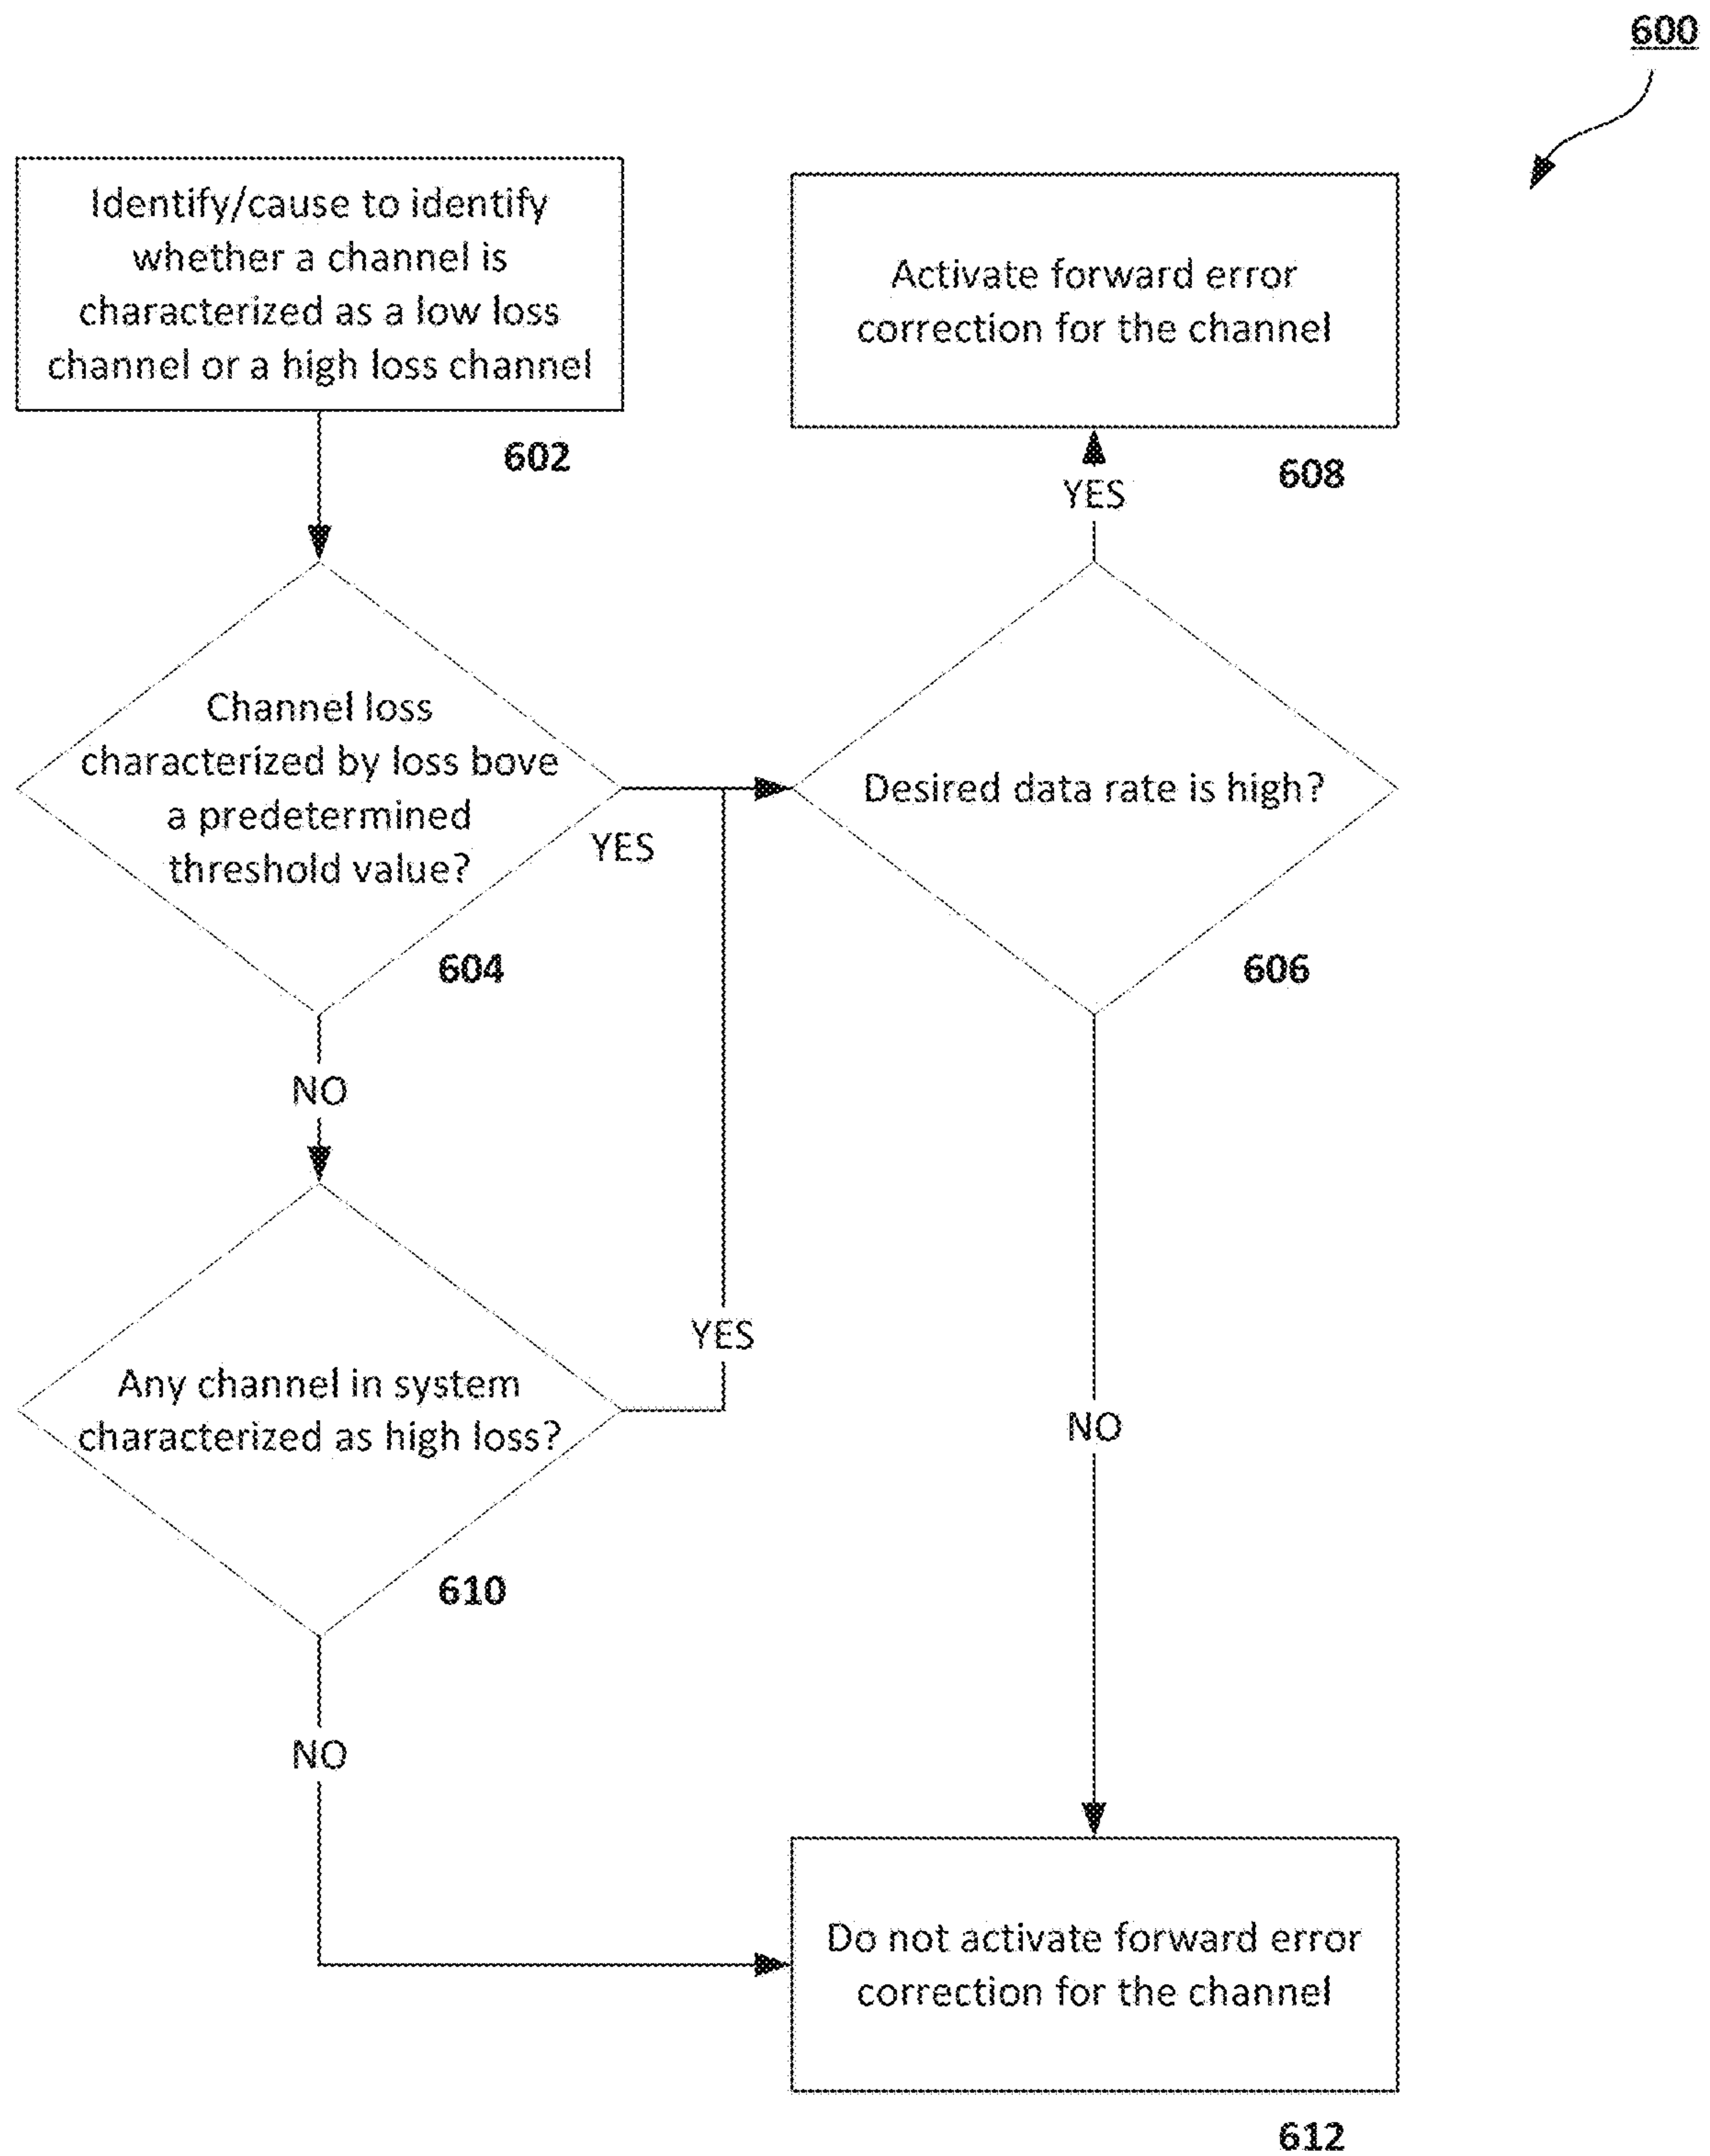 600
Identify/cause to identify
whether a channel is
characterized as a low loss
channel or a high loss channel
602
Activate forward error
correction for the channel
608
YES
Channel loss
characterized by loss bove
a predetermined
threshold value?
604
YES
Desired data rate is high?
606
NO
Any channel in system
characterized as high loss?
610
YES
NO
NO
Do not activate forward error
correction for the channel
612